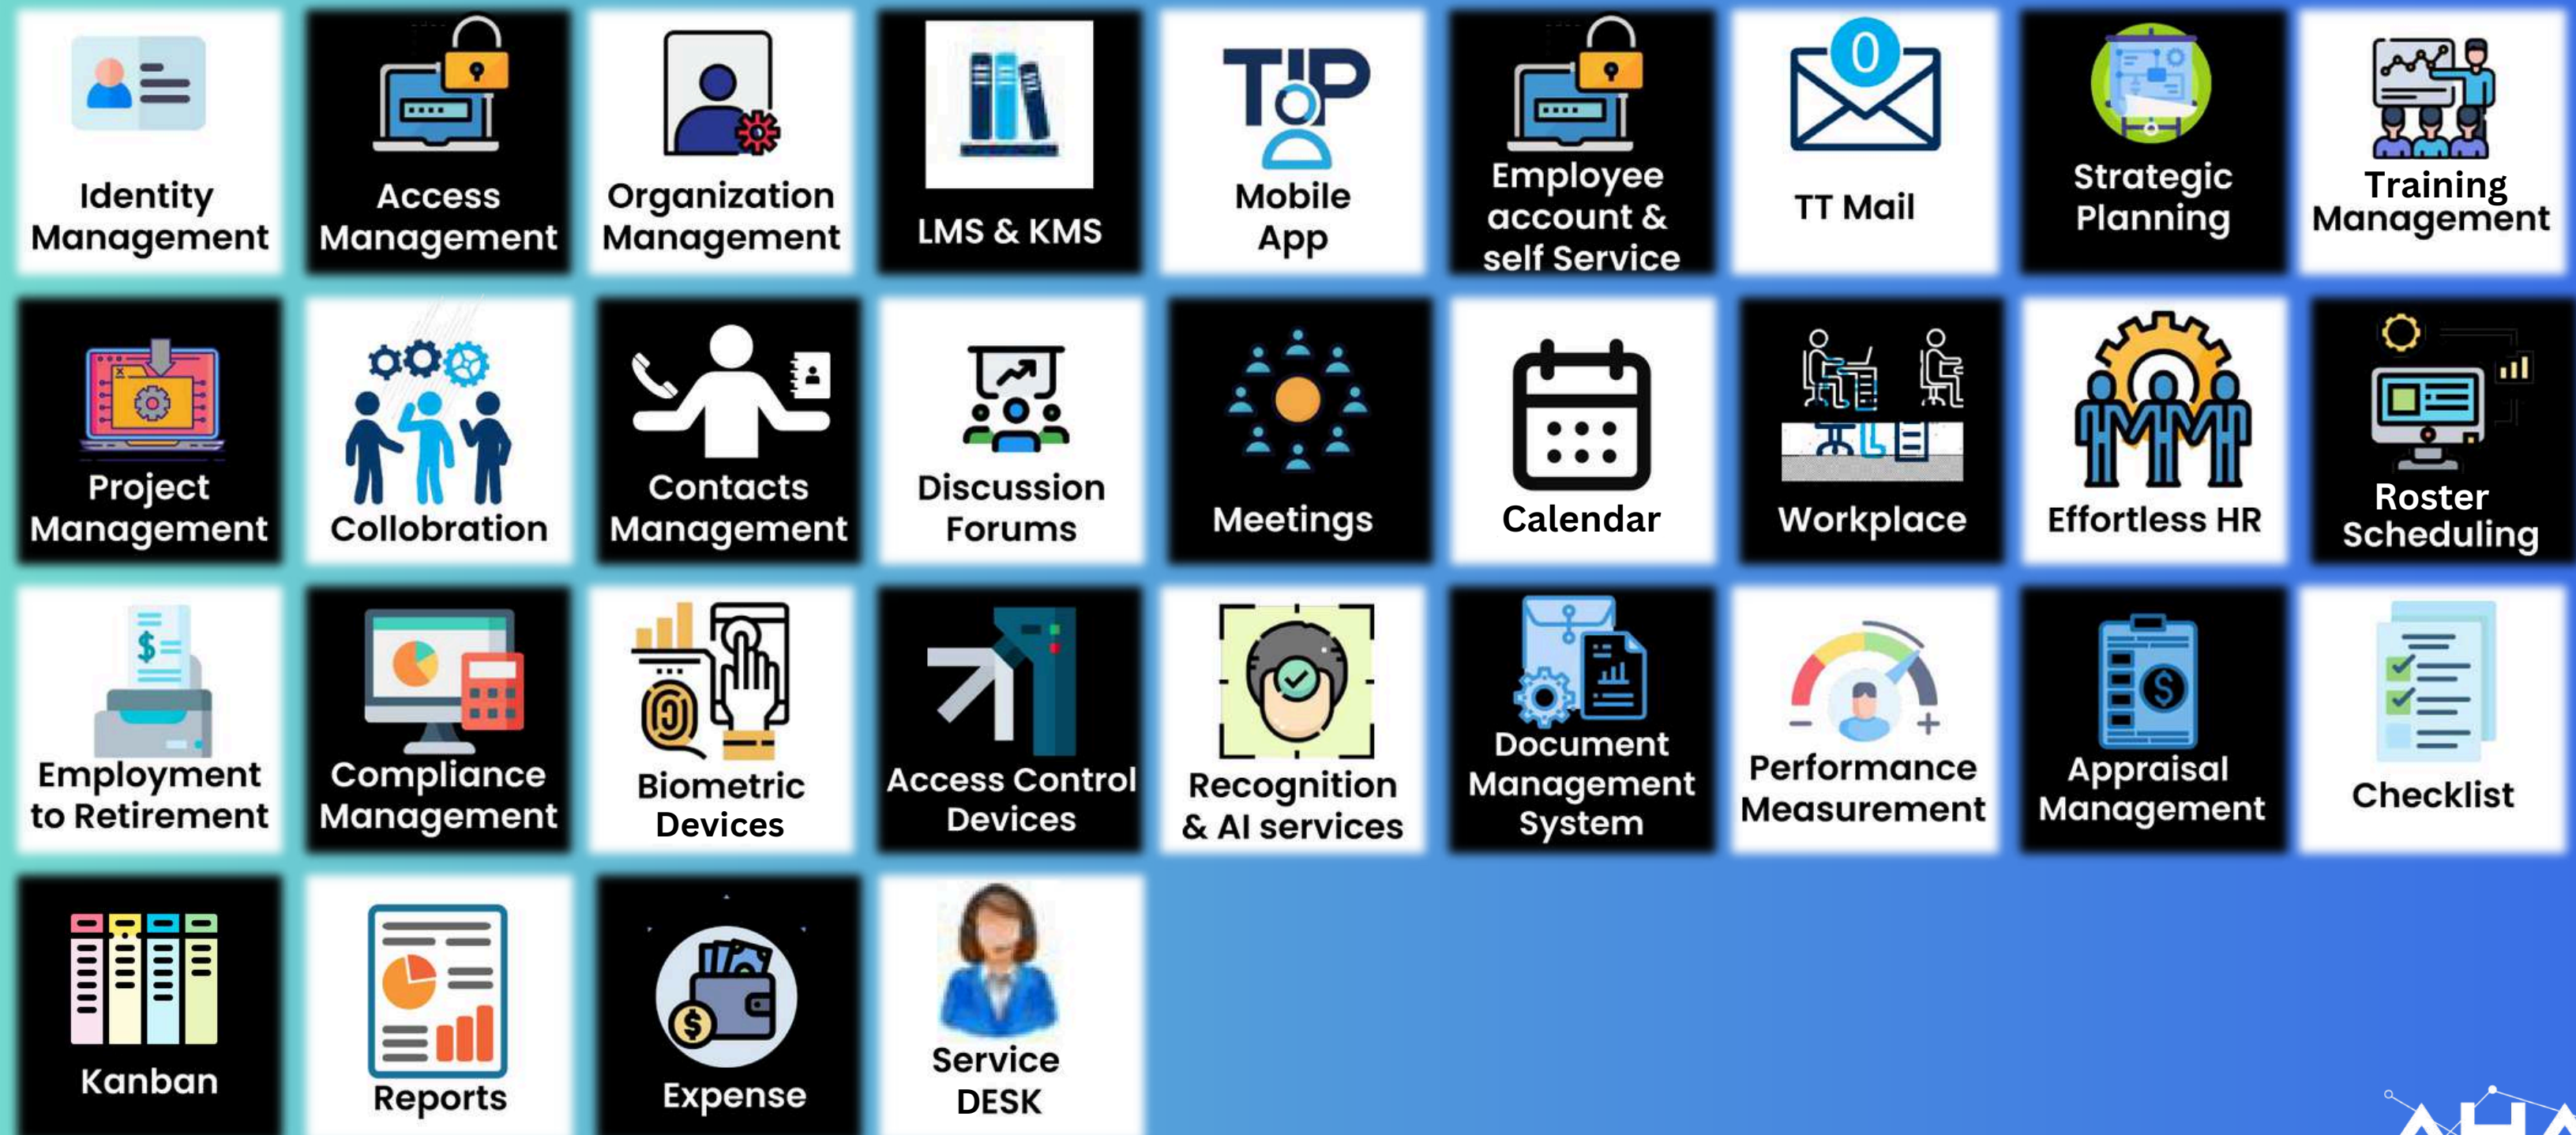 Identity
Management
Access
Management
Organization
Management
LMS & KMS
TIP
Mobile
App
Employee
account &
self Service
0
TT Mail
Strategic
Planning
Training
Management
Project
Management
Collobration
Contacts
Management
Discussion
Forums
Meetings
Calendar
Workplace
Effortless HR
Roster
Scheduling
$
Employment
to Retirement
Compliance
Management
Biometric
Devices
Access Control
Devices
Recognition
& AI services
Document
Management
System
Performance
Measurement
$
Appraisal
Management
Checklist
Kanban
Reports
$
Expense
Service
DESK